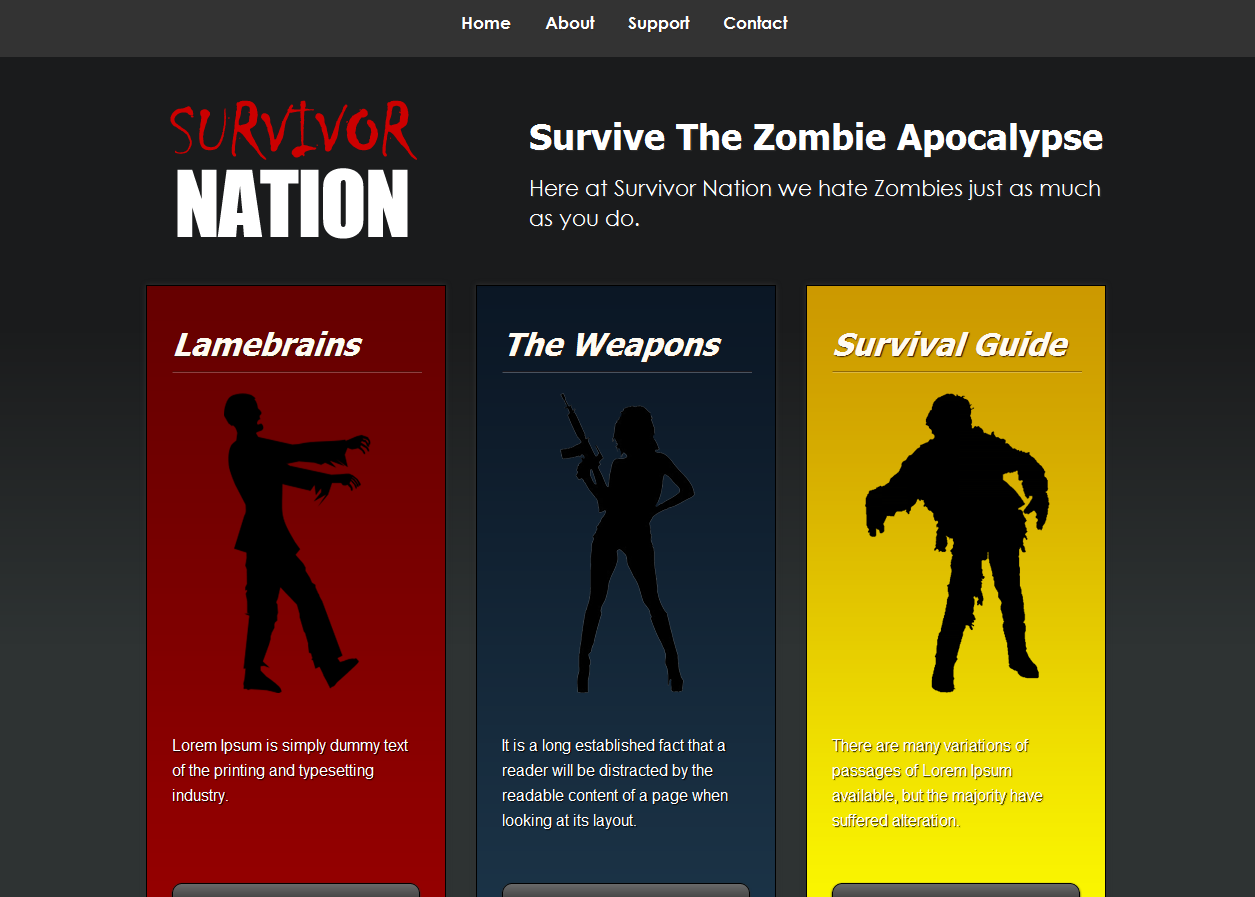 Home About Support Contact
SURVIVOR
NATION
Survive The Zombie Apocalypse
Here at Survivor Nation we hate Zombies just as much
as you do.
Lamebrains
Lorem Ipsum is simply dummy text
of the printing and typesetting
industry.
The Weapons
It is a long established fact that a
reader will be distracted by the
readable content of a page when
looking at its layout.
Survival Guide
There are many variations of
passages of Lorem Ipsum
available, but the majority have
suffered alteration.